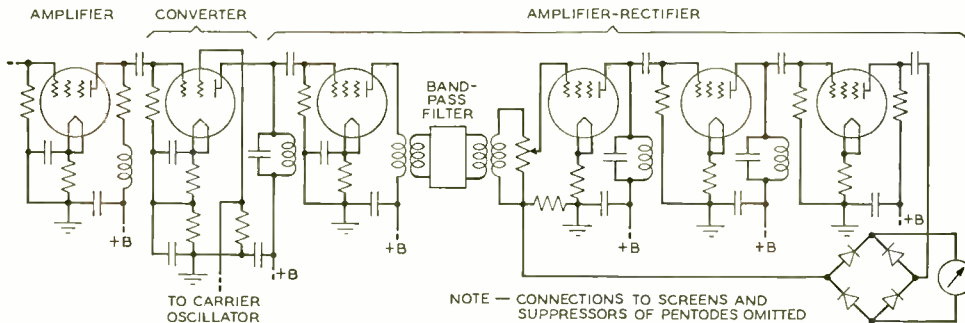 AMPLIFIER
CONVERTER
AMPLIFIER-RECTIFIER
BAND-
PASS
FILTER
+B
+B
+B
+B
+B
+B
TO CARRIER
OSCILLATOR
NOTE — CONNECTIONS TO SCREENS AND
SUPPRESSORS OF PENTODES OMITTED